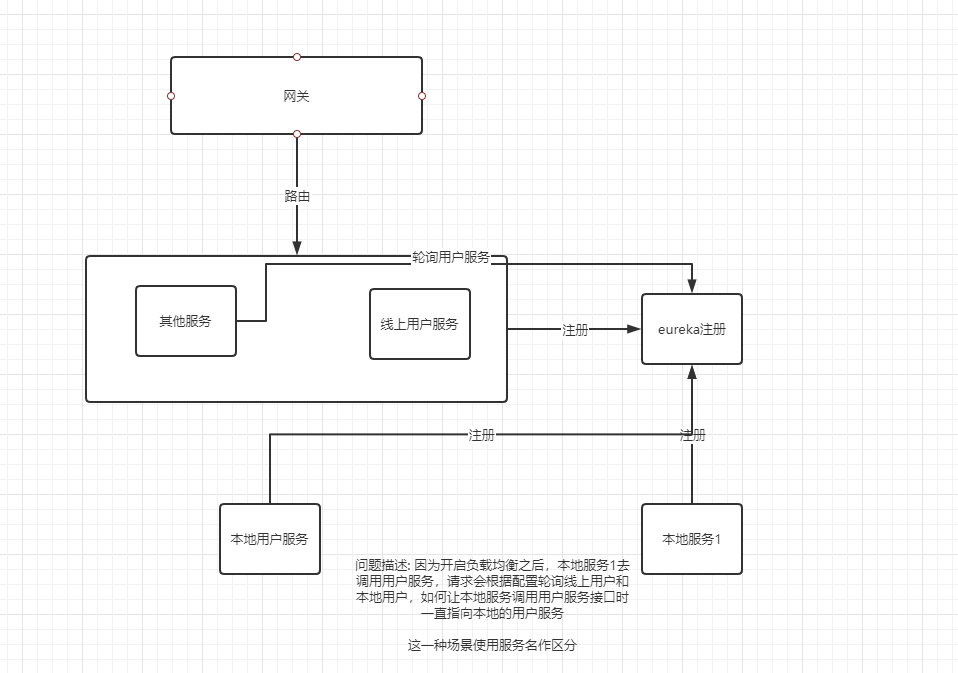 网关
路由
轮询用户服务
其他服务
线上用户服务
注册
eureka注册
注册
注册
本地用户服务
本地服务1
问题描述: 因为开启负载均衡之后，本地服务1去
调用用户服务，请求会根据配置轮询线上用户和
本地用户，如何让本地服务调用用户服务接口时
一直指向本地的用户服务
这一种场景使用服务名作区分